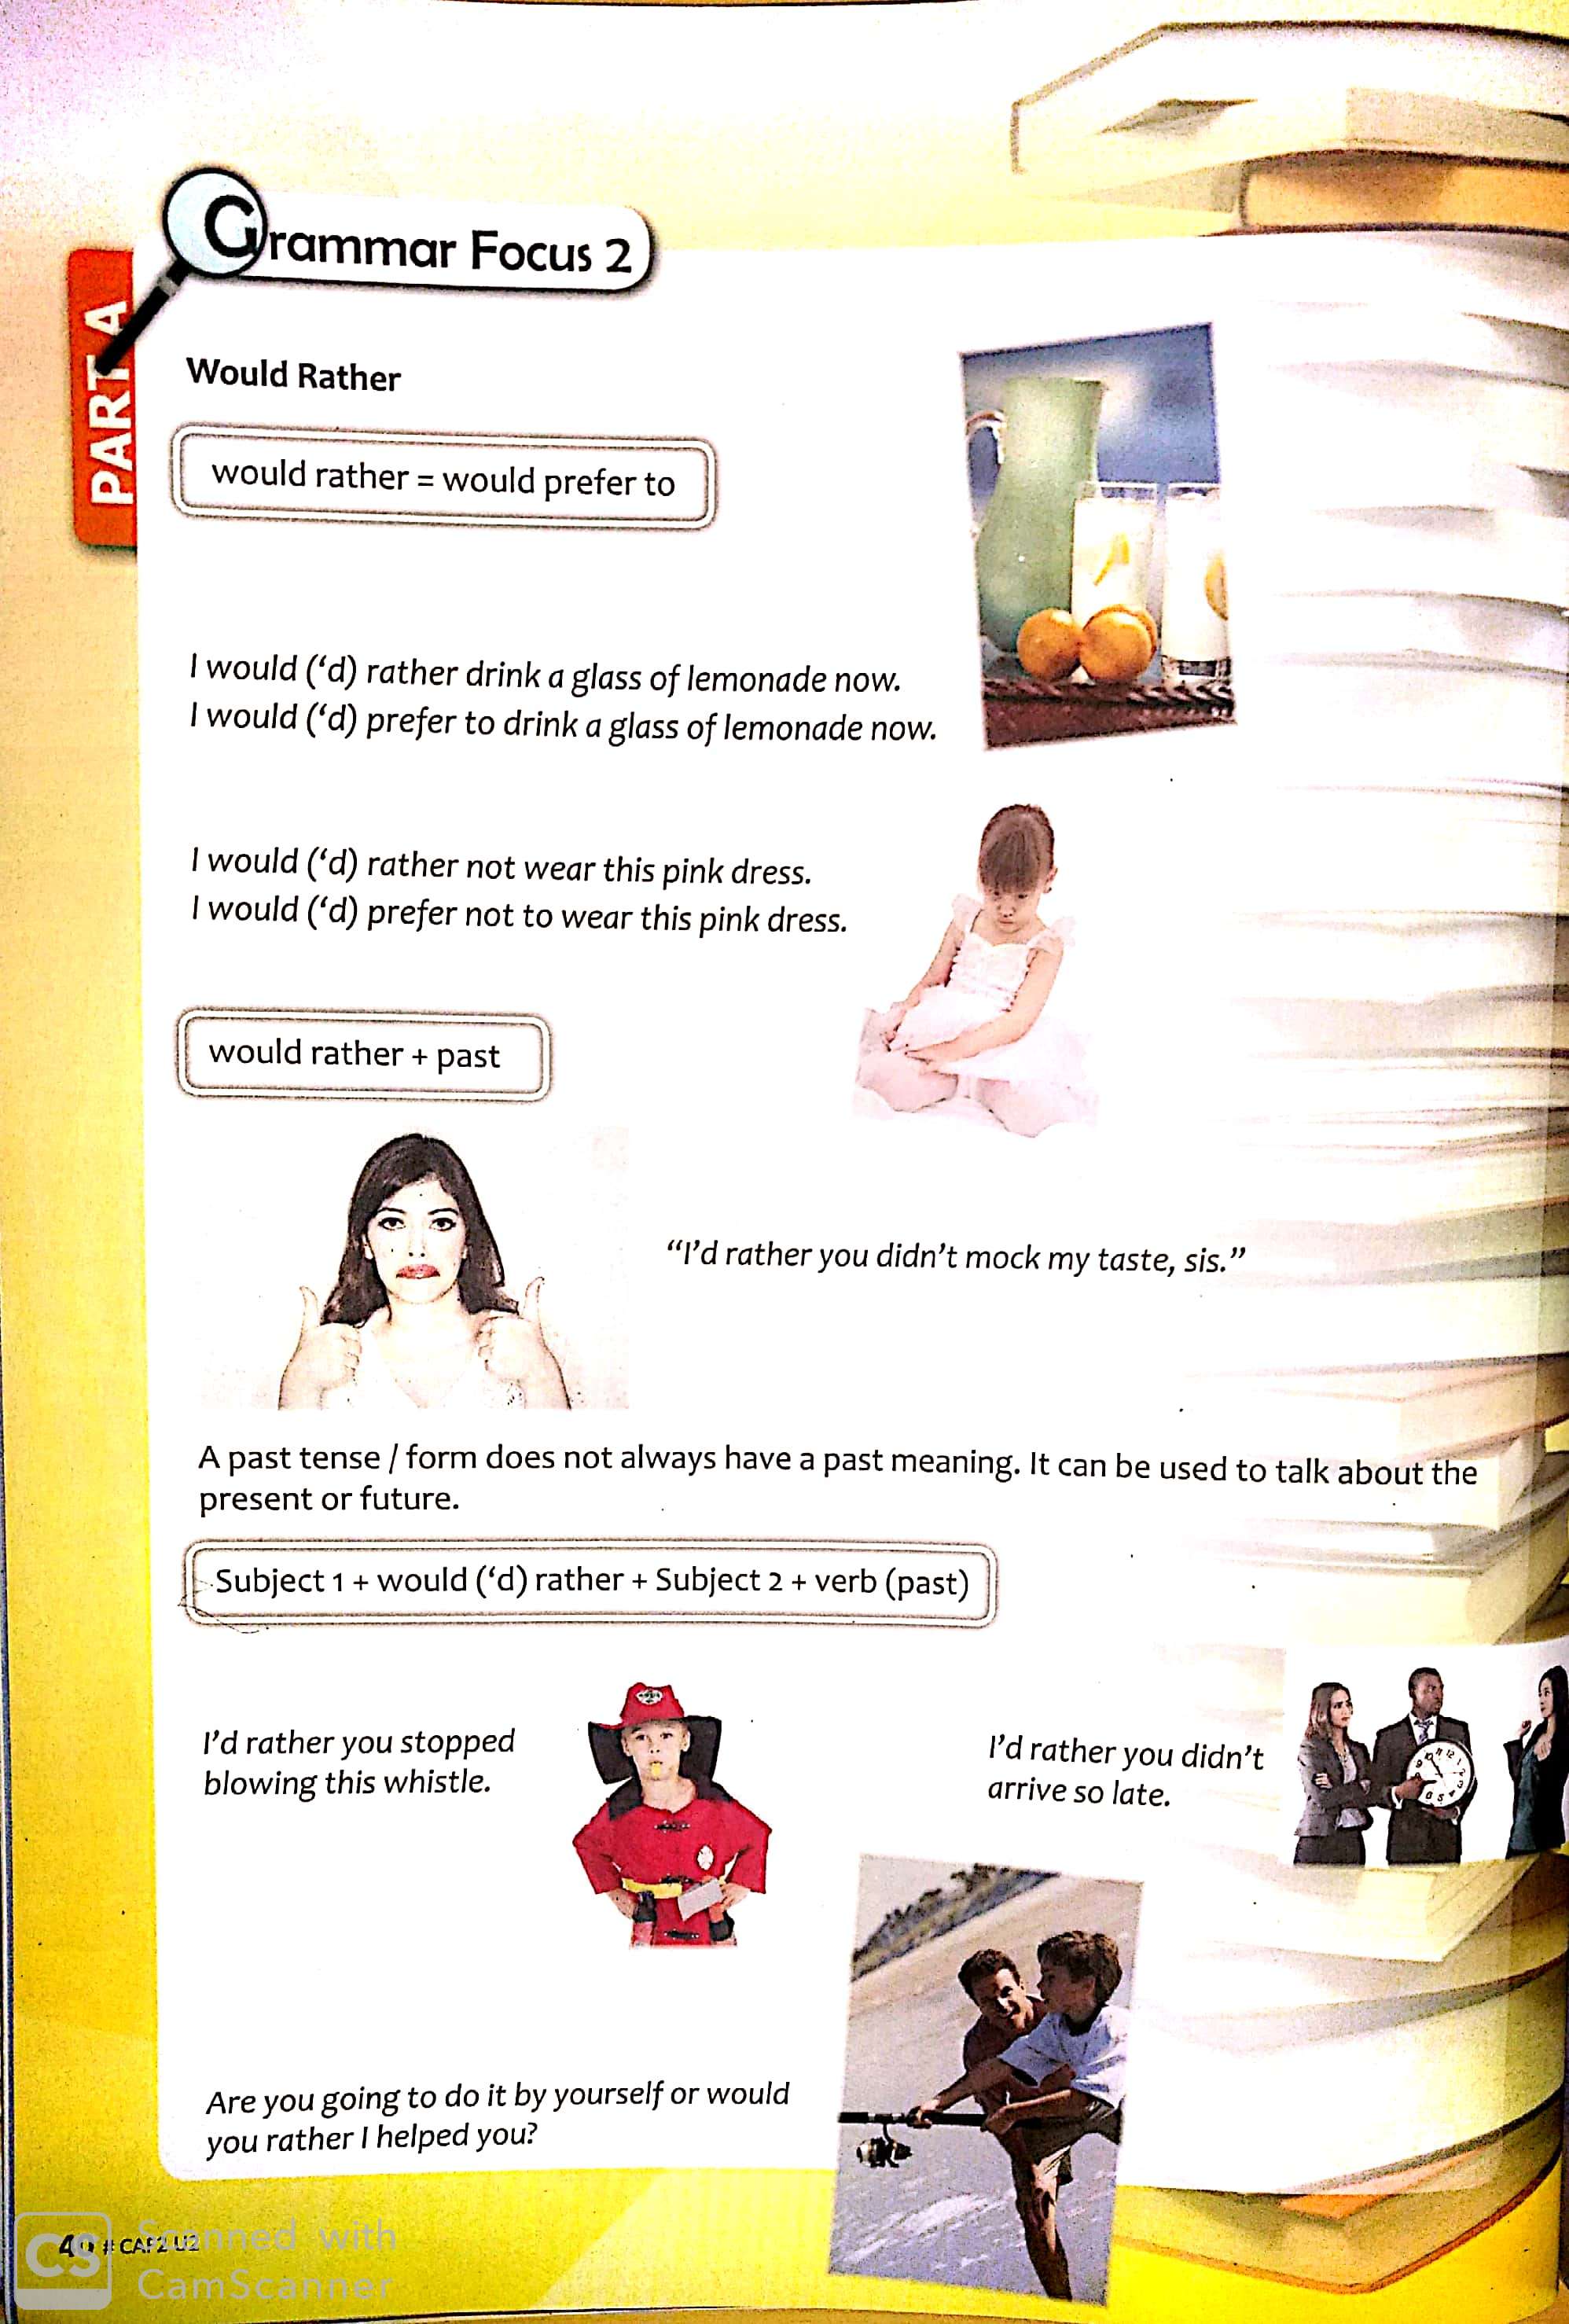 Grammar Focus 2
PART A
Would Rather
would rather = would prefer to
I would (‘d) rather drink a glass of lemonade now.
I would (‘d) prefer to drink a glass of lemonade now.
I would (‘d) rather not wear this pink dress.
I would (‘d) prefer not to wear this pink dress.
would rather + past
“I’d rather you didn’t mock my taste, sis.”
A past tense / form does not always have a past meaning. It can be used to talk about the
present or future.
Subject 1 + would (‘d) rather + Subject 2 + verb (past)
I’d rather you stopped
blowing this whistle.
I’d rather you didn’t
arrive so late.
Are you going to do it by yourself or would
you rather I helped you?
# CAP2 U2
CS
Scanned with
CamScanner